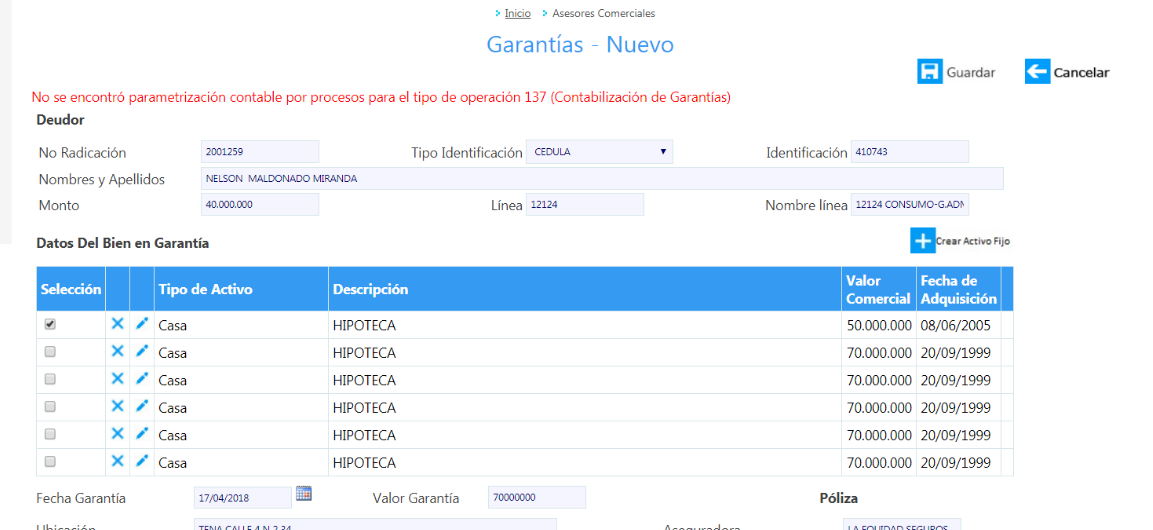 Inicio Asesores Comerciales
Garantías - Nuevo
Guardar Cancelar
No se encontró parametrización contable por procesos para el tipo de operación 137 (Contabilización de Garantías)
Deudor
No Radicación 2001259 Tipo Identificación CEDULA Identificación 410743
Nombres y Apellidos NELSON MALDONADO MIRANDA
Monto 40.000.000 Línea 12124 Nombre línea 12124 CONSUMO-G.ADM
Datos Del Bien en Garantía Crear Activo Fijo
Selección Tipo de Activo Descripción Valor Comercial Fecha de Adquisición
Casa HIPOTECA 50.000.000 08/06/2005
Casa HIPOTECA 70.000.000 20/09/1999
Casa HIPOTECA 70.000.000 20/09/1999
Casa HIPOTECA 70.000.000 20/09/1999
Casa HIPOTECA 70.000.000 20/09/1999
Casa HIPOTECA 70.000.000 20/09/1999
Fecha Garantía 17/04/2018 Valor Garantía 70000000 Póliza
Ubicación TENA CALLE 4 N 2 34 Aseguradora LA EQUIDAD SEGUROS